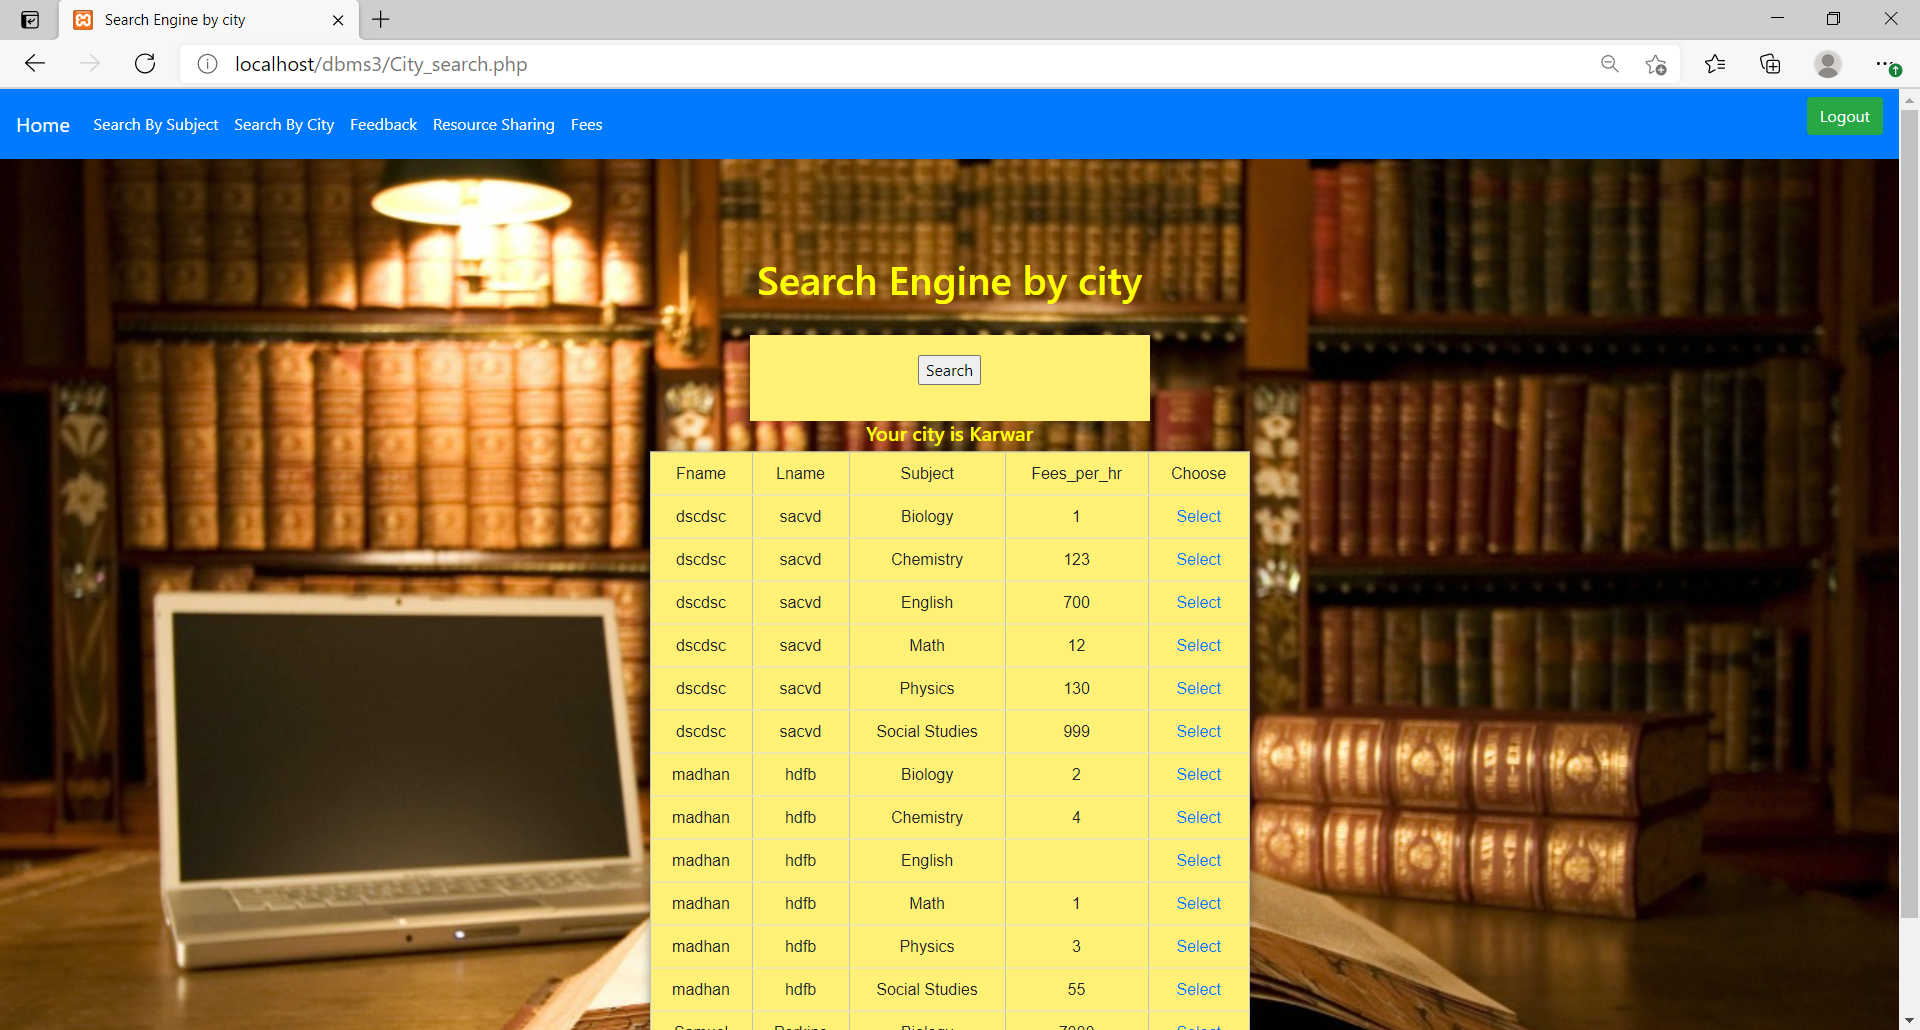 Search Engine by city
localhost/dbms3/City_search.php
Home Search By Subject Search By City Feedback Resource Sharing Fees Logout
Search Engine by city
Search
Your city is Karwar
Fname Lname Subject Fees_per_hr Choose
dscdsc sacvd Biology 1 Select
dscdsc sacvd Chemistry 123 Select
dscdsc sacvd English 700 Select
dscdsc sacvd Math 12 Select
dscdsc sacvd Physics 130 Select
dscdsc sacvd Social Studies 999 Select
madhan hdfb Biology 2 Select
madhan hdfb Chemistry 4 Select
madhan hdfb English Select
madhan hdfb Math 1 Select
madhan hdfb Physics 3 Select
madhan hdfb Social Studies 55 Select